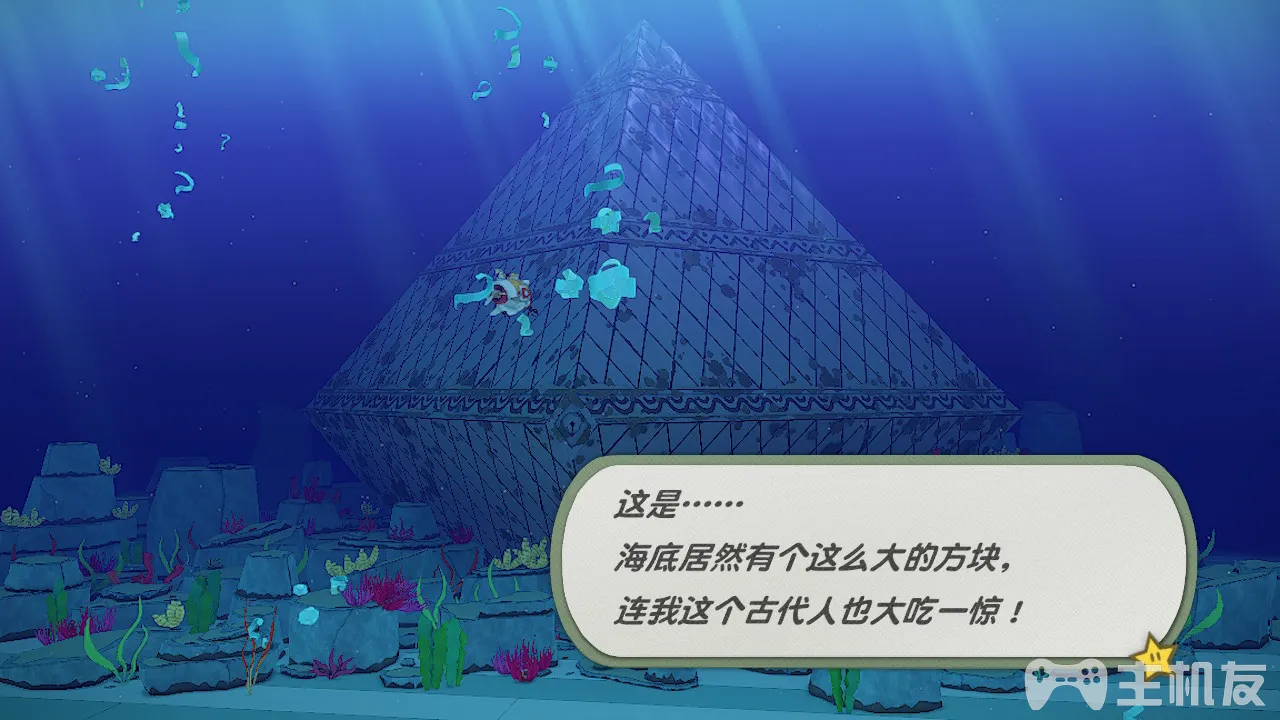 这是……
海底居然有个这么大的方块，
连我这个古代人也大吃一惊！
主机友